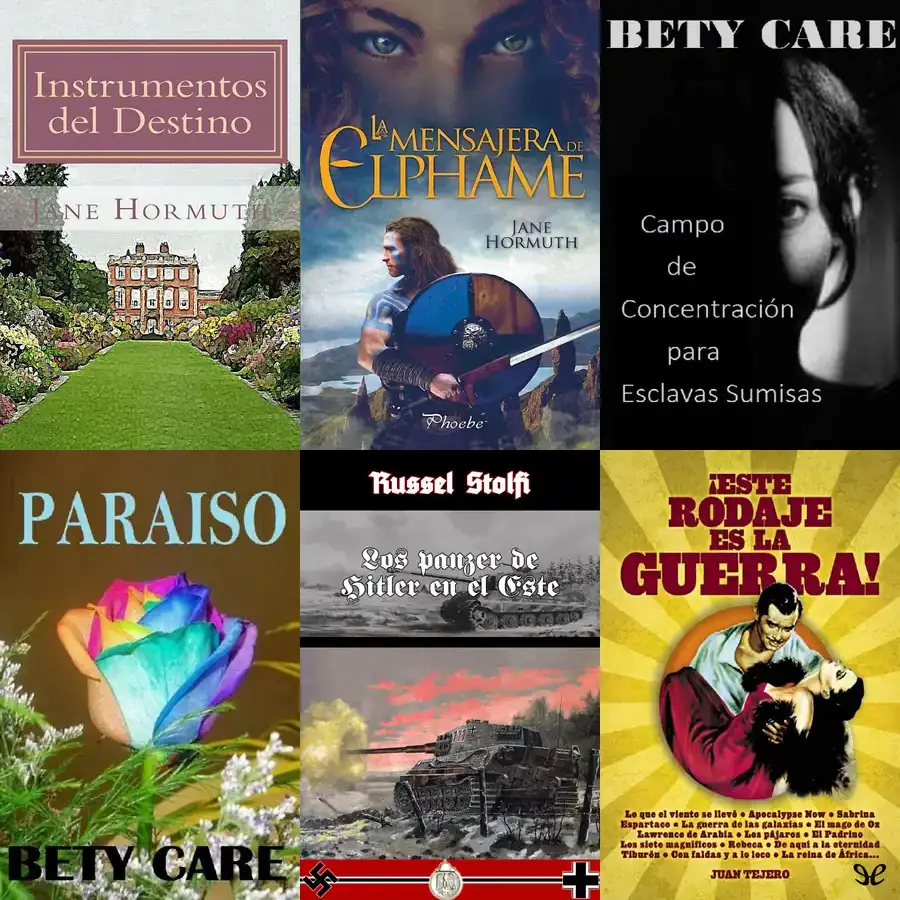 Instrumentos
del Destino
JANE HORMUTH
LA MENSAJERA DE
ELPHAME
JANE
HORMUTH
Phoebe
BETY CARE
Campo
de
Concentración
para
Esclavas Sumisas
PARAISO
BETY CARE
Russel Stolfi
Los panzer de
Hitler en el Este
¡ESTE
RODAJE
ES LA
GUERRA!
Lo que el viento se llevó • Apocalypse Now • Sabrina
Espartaco • La guerra de las galaxias • El mago de Oz
Lawrence de Arabia • Los pájaros • El Padrino
Los siete magníficos • Rebeca • De aquí a la eternidad
Tiburón • Con faldas y a lo loco • La reina de África...
JUAN TEJERO